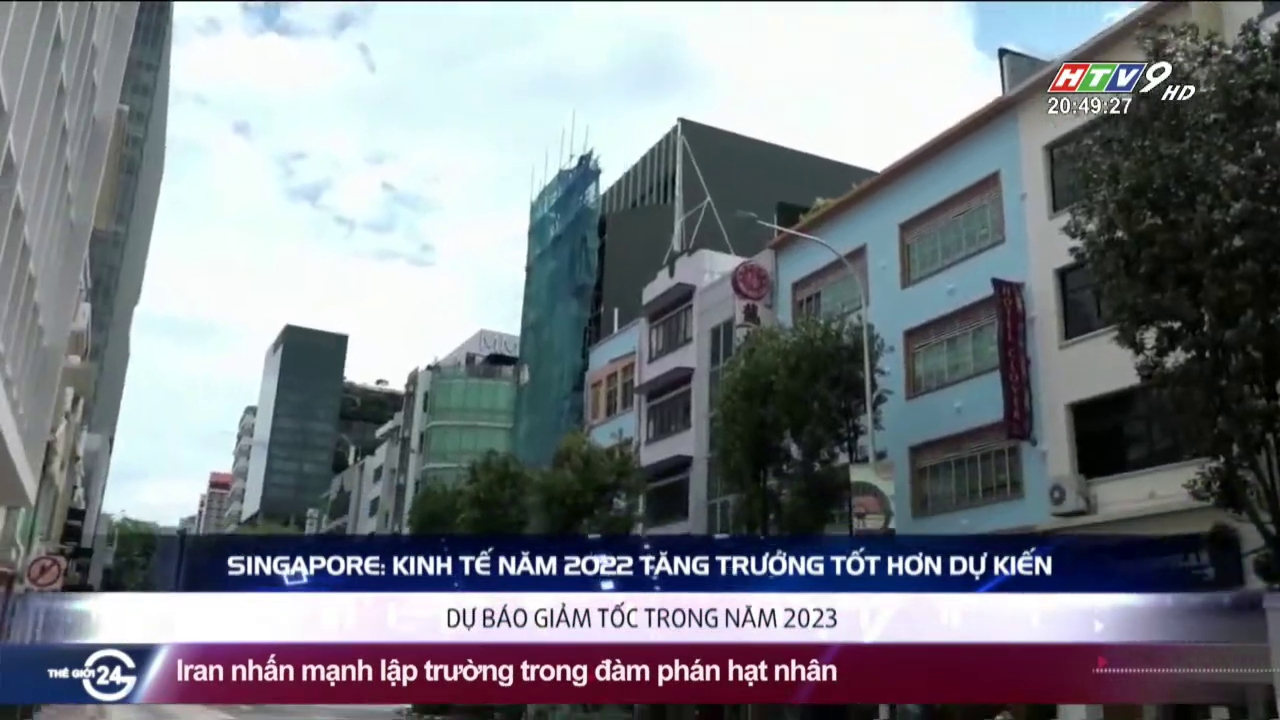 HTV9 HD
20:49:27
SINGAPORE: KINH TẾ NĂM 2022 TĂNG TRƯỞNG TỐT HƠN DỰ KIẾN
DỰ BÁO GIẢM TỐC TRONG NĂM 2023
THẾ GIỚI 24G
Iran nhấn mạnh lập trường trong đàm phán hạt nhân